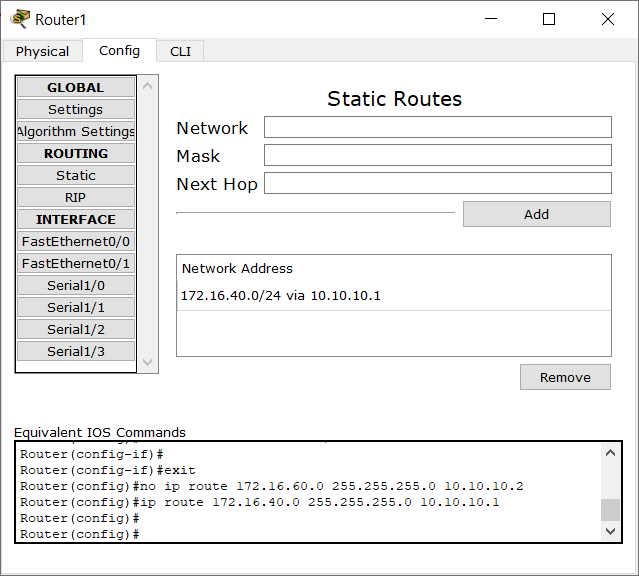 Router1
Physical
Config
CLI
GLOBAL
Settings
Algorithm Settings
ROUTING
Static
RIP
INTERFACE
FastEthernet0/0
FastEthernet0/1
Serial1/0
Serial1/1
Serial1/2
Serial1/3
Static Routes
Network
Mask
Next Hop
Add
Network Address
172.16.40.0/24 via 10.10.10.1
Remove
Equivalent IOS Commands
Router(config-if)#
Router(config-if)#exit
Router(config)#no ip route 172.16.60.0 255.255.255.0 10.10.10.2
Router(config)#ip route 172.16.40.0 255.255.255.0 10.10.10.1
Router(config)#
Router(config)#